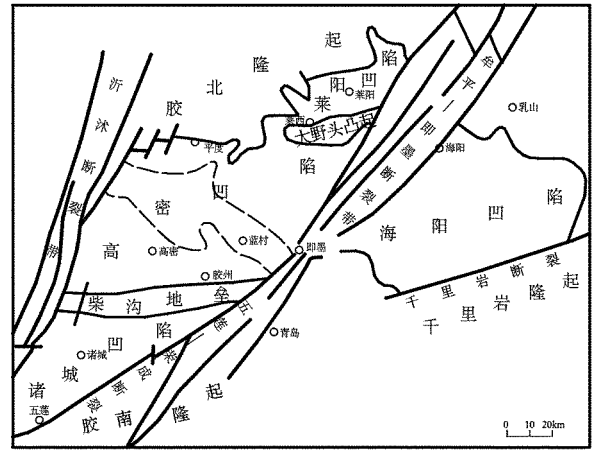 胶北隆起
莱阳凹陷
莱阳
莱西
大野头凸起
牟平一即墨断裂带
乳山
海阳
沂沭断裂带
平度
高密凹陷
高密
蓝村
即墨
海阳凹陷
胶州
柴沟地垒
千里岩断裂
千里岩隆起
五莲一荣成断裂
青岛
诸城凹陷
诸城
五莲
胶南隆起
0 10 20km